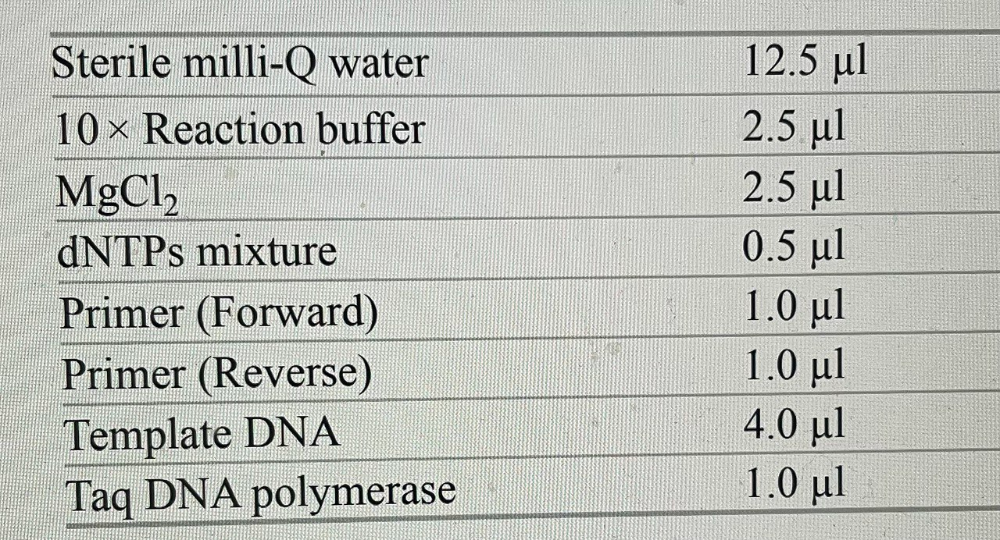 Sterile milli-Q water 12.5 µl
10 × Reaction buffer 2.5 µl
MgCl₂ 2.5 µl
dNTPs mixture 0.5 µl
Primer (Forward) 1.0 µl
Primer (Reverse) 1.0 µl
Template DNA 4.0 µl
Taq DNA polymerase 1.0 µl